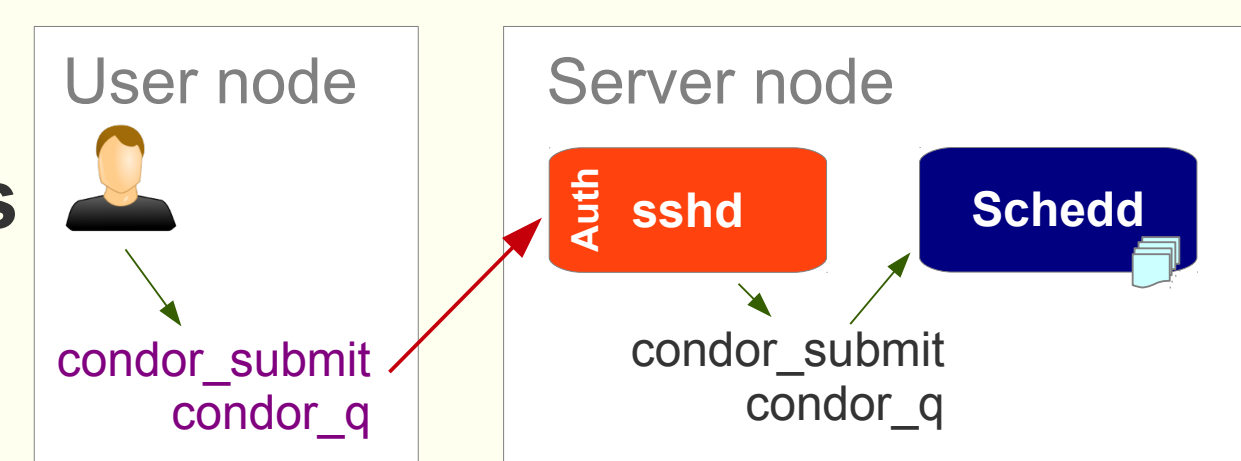 User node
Server node
s
Auth
sshd
Schedd
condor_submit
condor_q
condor_submit
condor_q